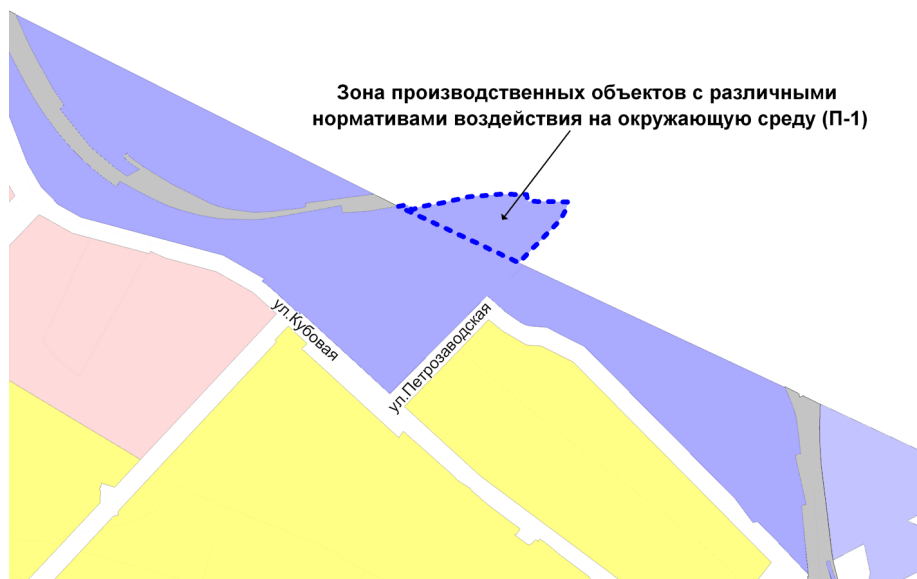 Зона производственных объектов с различными
нормативами воздействия на окружающую среду (П-1)
ул.Кубовая
ул.Петрозаводская